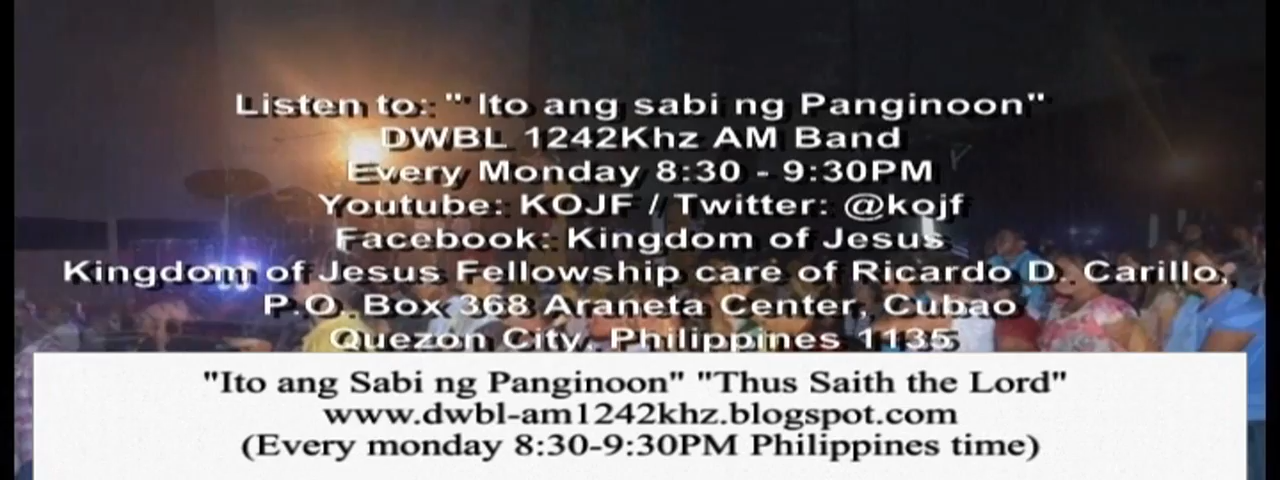 Listen to: " Ito ang sabi ng Panginoon"
DWBL 1242Khz AM Band
Every Monday 8:30 - 9:30PM
Youtube: KOJF / Twitter: @kojf
Facebook: Kingdom of Jesus
Kingdom of Jesus Fellowship care of Ricardo D. Carillo,
P.O. Box 368 Araneta Center, Cubao
Quezon City, Philippines 1135
"Ito ang Sabi ng Panginoon" "Thus Saith the Lord"
www.dwbl-am1242khz.blogspot.com
(Every monday 8:30-9:30PM Philippines time)